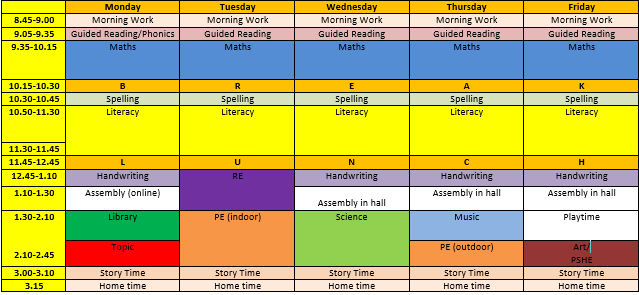 Monday Tuesday Wednesday Thursday Friday
8.45-9.00 Morning Work Morning Work Morning Work Morning Work Morning Work
9.05-9.35 Guided Reading/Phonics Guided Reading Guided Reading Guided Reading Guided Reading
9.35-10.15 Maths Maths Maths Maths Maths
10.15-10.30 B R E A K
10.30-10.45 Spelling Spelling Spelling Spelling Spelling
10.50-11.30 Literacy Literacy Literacy Literacy Literacy
11.30-11.45
11.45-12.45 L U N C H
12.45-1.10 Handwriting RE Handwriting Handwriting Handwriting
1.10-1.30 Assembly (online) Assembly in hall Assembly in hall Assembly in hall
1.30-2.10 Library PE (indoor) Science Music Playtime
Topic PE (outdoor) Art/
2.10-2.45 PSHE
3.00-3.10 Story Time Story Time Story Time Story Time Story Time
3.15 Home time Home time Home time Home time Home time